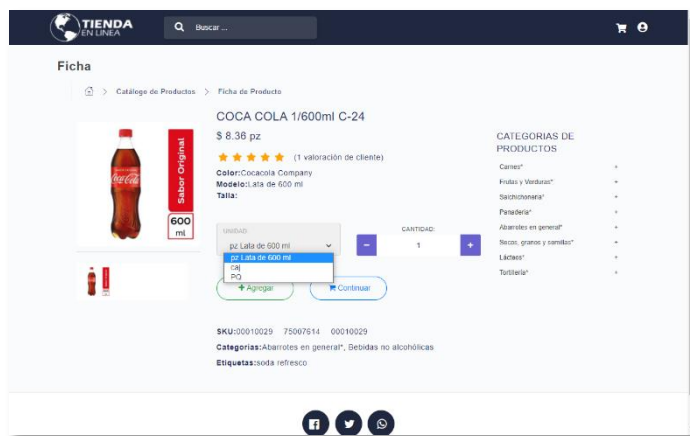 TIENDA
EN LINEA
Buscar ...
Ficha
> Catálogo de Productos > Ficha de Producto
COCA COLA 1/600ml C-24
$ 8.36 pz
(1 valoración de cliente)
Color:Cocacola Company
Modelo:Lata de 600 ml
Talla:
Sabor Original
Coca-Cola
600
ml
UNIDAD:
pz Lata de 600 ml
pz Lata de 600 ml
caj
PQ
CANTIDAD:
- 1 +
+ Agregar
Continuar
SKU:00010029 75007614 00010029
Categorias:Abarrotes en general*, Bebidas no alcohólicas
Etiquetas:soda refresco
CATEGORIAS DE
PRODUCTOS
Carnes*
Frutas y Verduras*
Salchichoneria*
Panaderia*
Abarrotes en general*
Secos, granos y semillas*
Lácteos*
Tortillería*